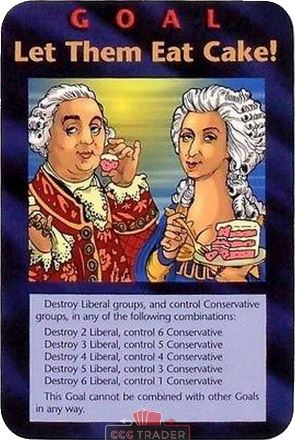 GOAL
Let Them Eat Cake!
Destroy Liberal groups, and control Conservative
groups, in any of the following combinations:
Destroy 2 Liberal, control 6 Conservative
Destroy 3 Liberal, control 5 Conservative
Destroy 4 Liberal, control 4 Conservative
Destroy 5 Liberal, control 3 Conservative
Destroy 6 Liberal, control 1 Conservative
This Goal cannot be combined with other Goals
in any way.
CCG TRADER